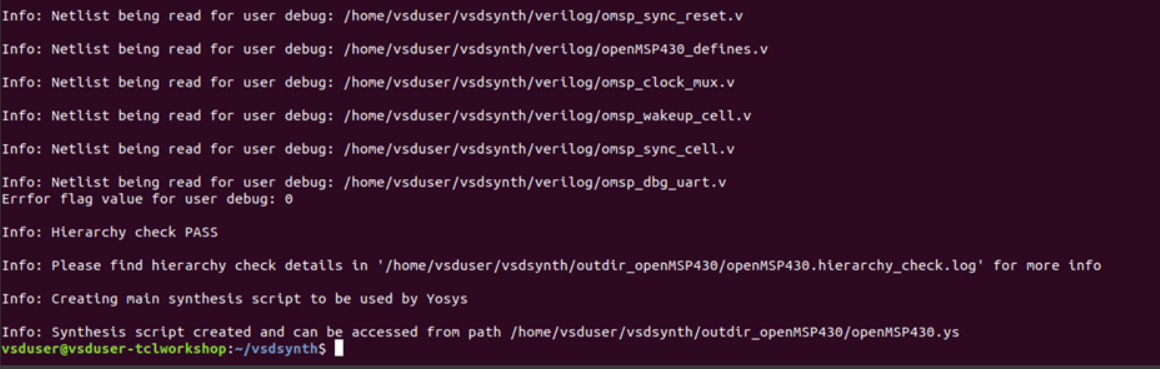 Info: Netlist being read for user debug: /home/vsduser/vsdsynth/verilog/omsp_sync_reset.v
Info: Netlist being read for user debug: /home/vsduser/vsdsynth/verilog/openMSP430_defines.v
Info: Netlist being read for user debug: /home/vsduser/vsdsynth/verilog/omsp_clock_mux.v
Info: Netlist being read for user debug: /home/vsduser/vsdsynth/verilog/omsp_wakeup_cell.v
Info: Netlist being read for user debug: /home/vsduser/vsdsynth/verilog/omsp_sync_cell.v
Info: Netlist being read for user debug: /home/vsduser/vsdsynth/verilog/omsp_dbg_uart.v
Errfor flag value for user debug: 0
Info: Hierarchy check PASS
Info: Please find hierarchy check details in '/home/vsduser/vsdsynth/outdir_openMSP430/openMSP430.hierarchy_check.log' for more info
Info: Creating main synthesis script to be used by Yosys
Info: Synthesis script created and can be accessed from path /home/vsduser/vsdsynth/outdir_openMSP430/openMSP430.ys
vsduser@vsduser-tclworkshop:~/vsdsynth$